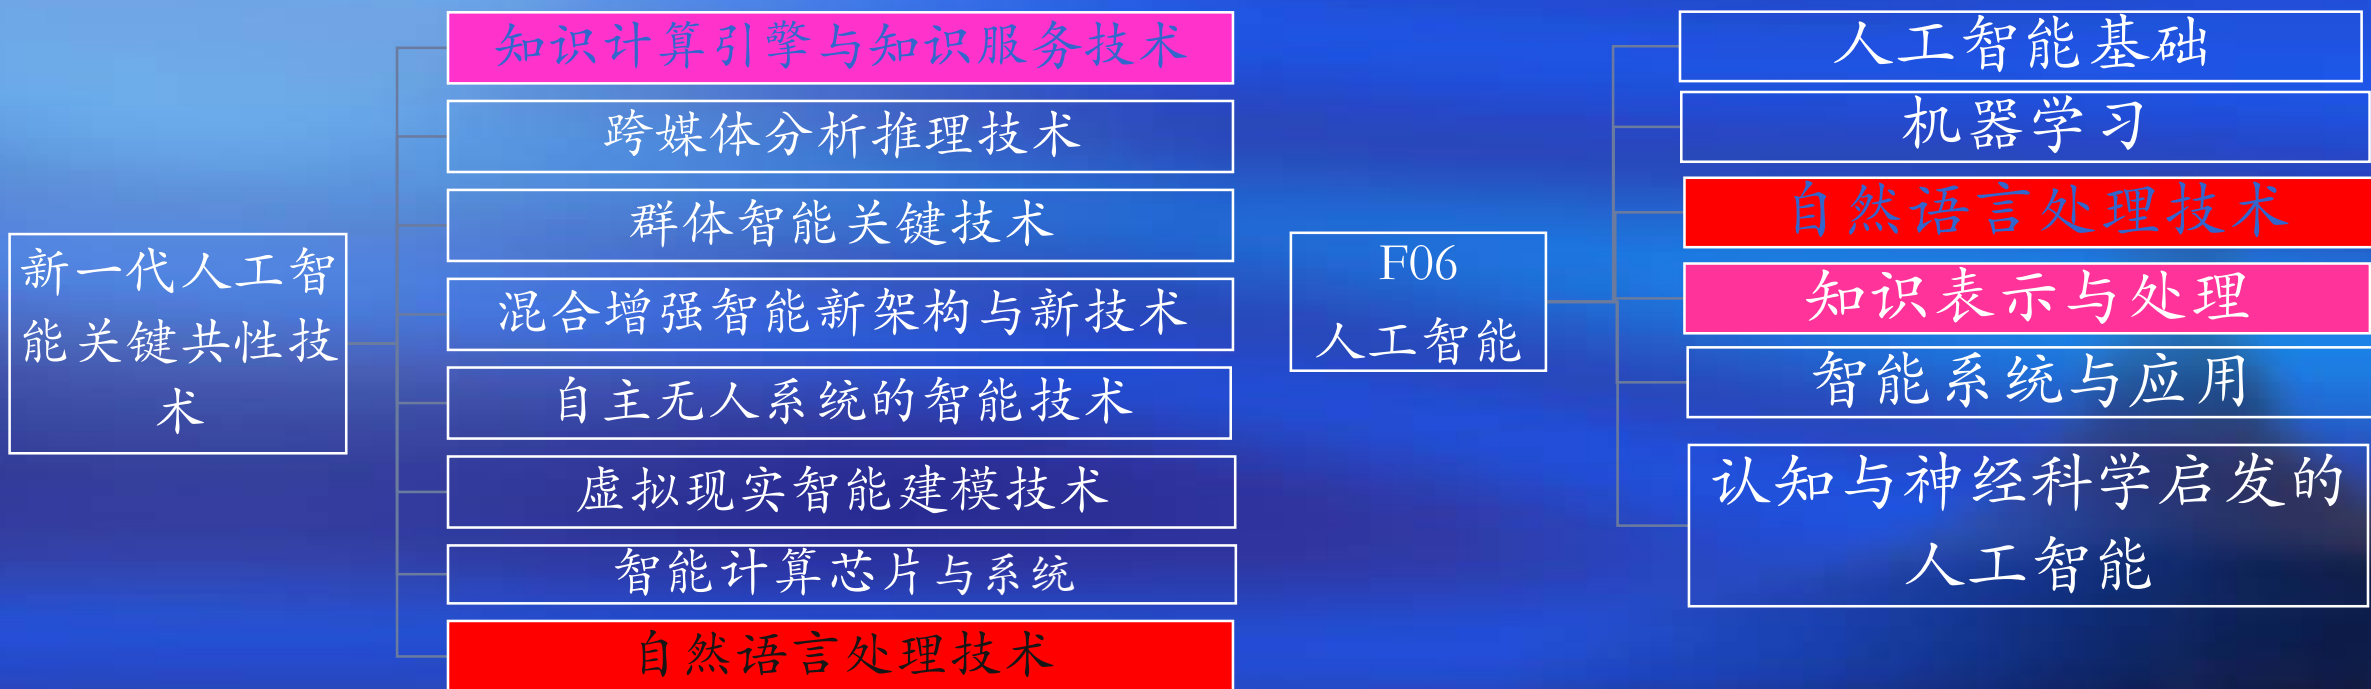 新一代人工智
能关键共性技
术
知识计算引擎与知识服务技术
跨媒体分析推理技术
群体智能关键技术
混合增强智能新架构与新技术
自主无人系统的智能技术
虚拟现实智能建模技术
智能计算芯片与系统
自然语言处理技术
F06
人工智能
人工智能基础
机器学习
自然语言处理技术
知识表示与处理
智能系统与应用
认知与神经科学启发的
人工智能